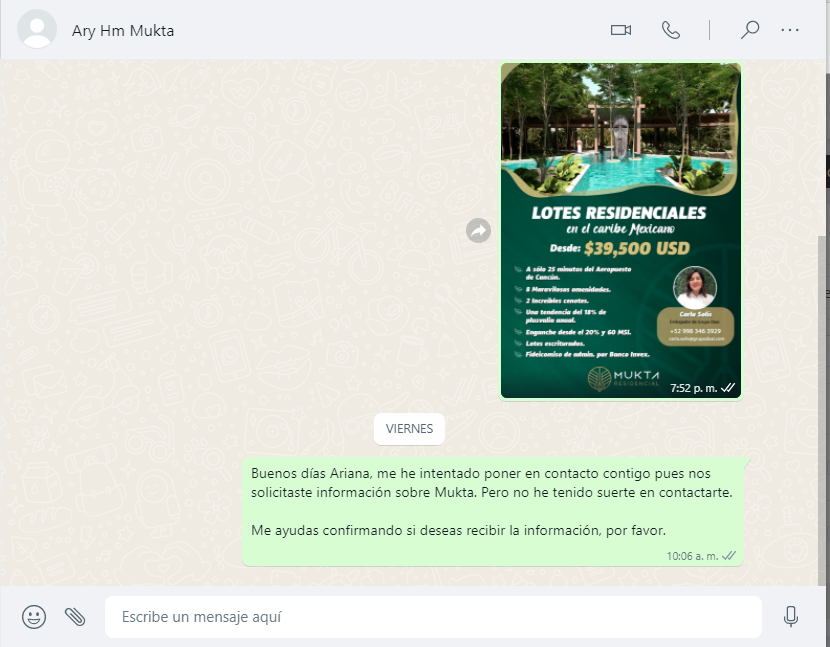 Ary Hm Mukta
LOTES RESIDENCIALES
en el caribe Mexicano
Desde: $39,500 USD
A sólo 25 minutos del Aeropuerto
de Cancún.
8 Maravillosas amenidades.
2 Increíbles cenotes.
Una tendencia del 18% de
plusvalía anual.
Enganche desde el 20% y 60 MSI.
Lotes escriturados.
Fideicomiso de admin. por Banco Invex.
Carla Solis
+52 998 346 3929
MUKTA
RESIDENCIAL
7:52 p. m.
VIERNES
Buenos días Ariana, me he intentado poner en contacto contigo pues nos
solicitaste información sobre Mukta. Pero no he tenido suerte en contactarte.
Me ayudas confirmando si deseas recibir la información, por favor.
10:06 a. m.
Escribe un mensaje aquí